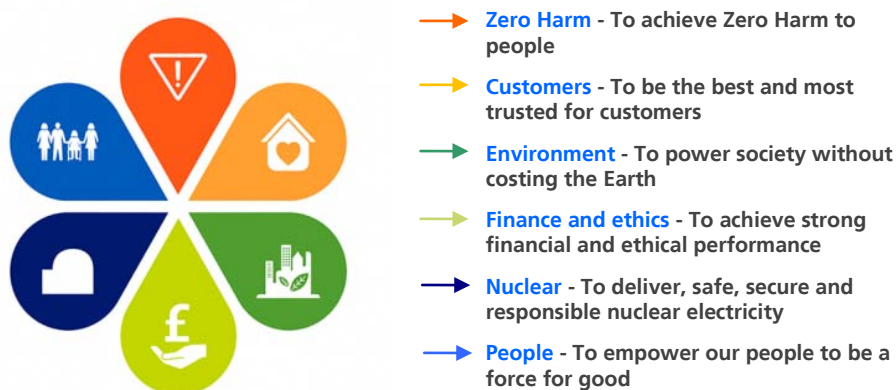 Zero Harm - To achieve Zero Harm to
people
Customers - To be the best and most
trusted for customers
Environment - To power society without
costing the Earth
Finance and ethics - To achieve strong
financial and ethical performance
Nuclear - To deliver, safe, secure and
responsible nuclear electricity
People - To empower our people to be a
force for good
£